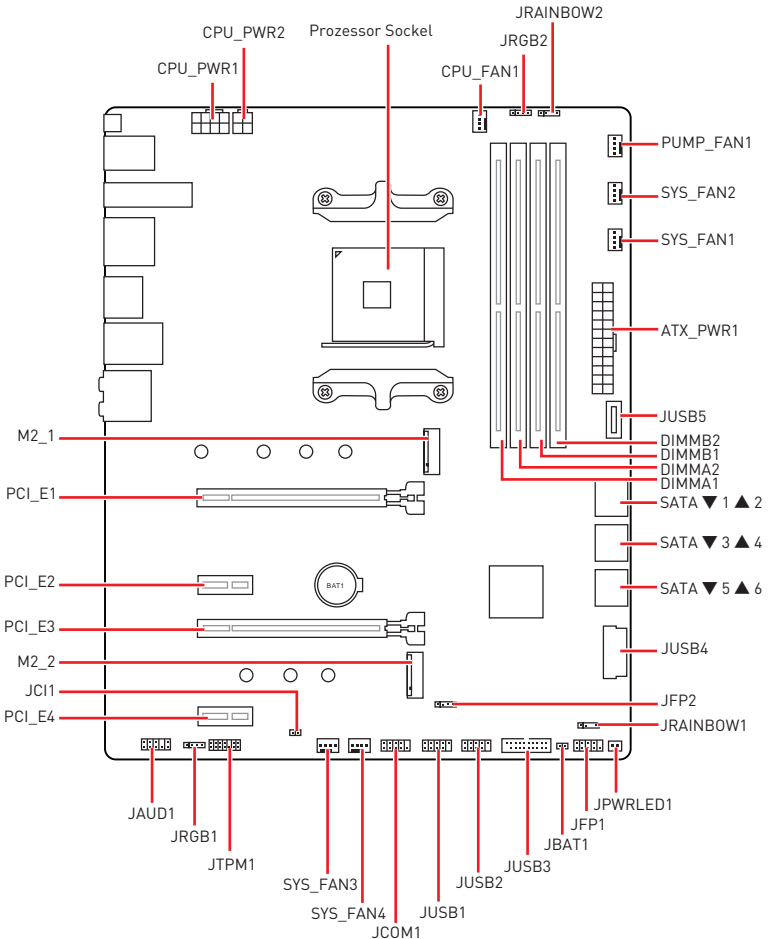 JRAINBOW2
CPU_PWR2
Prozessor Sockel
JRGB2
CPU_PWR1
CPU_FAN1
PUMP_FAN1
SYS_FAN2
SYS_FAN1
ATX_PWR1
JUSB5
M2_1
DIMMB2
DIMMB1
DIMMA2
DIMMA1
PCI_E1
SATA ▼ 1 ▲ 2
SATA ▼ 3 ▲ 4
PCI_E2
BAT1
SATA ▼ 5 ▲ 6
PCI_E3
JUSB4
M2_2
JCI1
JFP2
PCI_E4
JRAINBOW1
JPWRLED1
JAUD1
JFP1
JRGB1
JBAT1
JTPM1
JUSB3
SYS_FAN3
JUSB2
SYS_FAN4
JUSB1
JCOM1